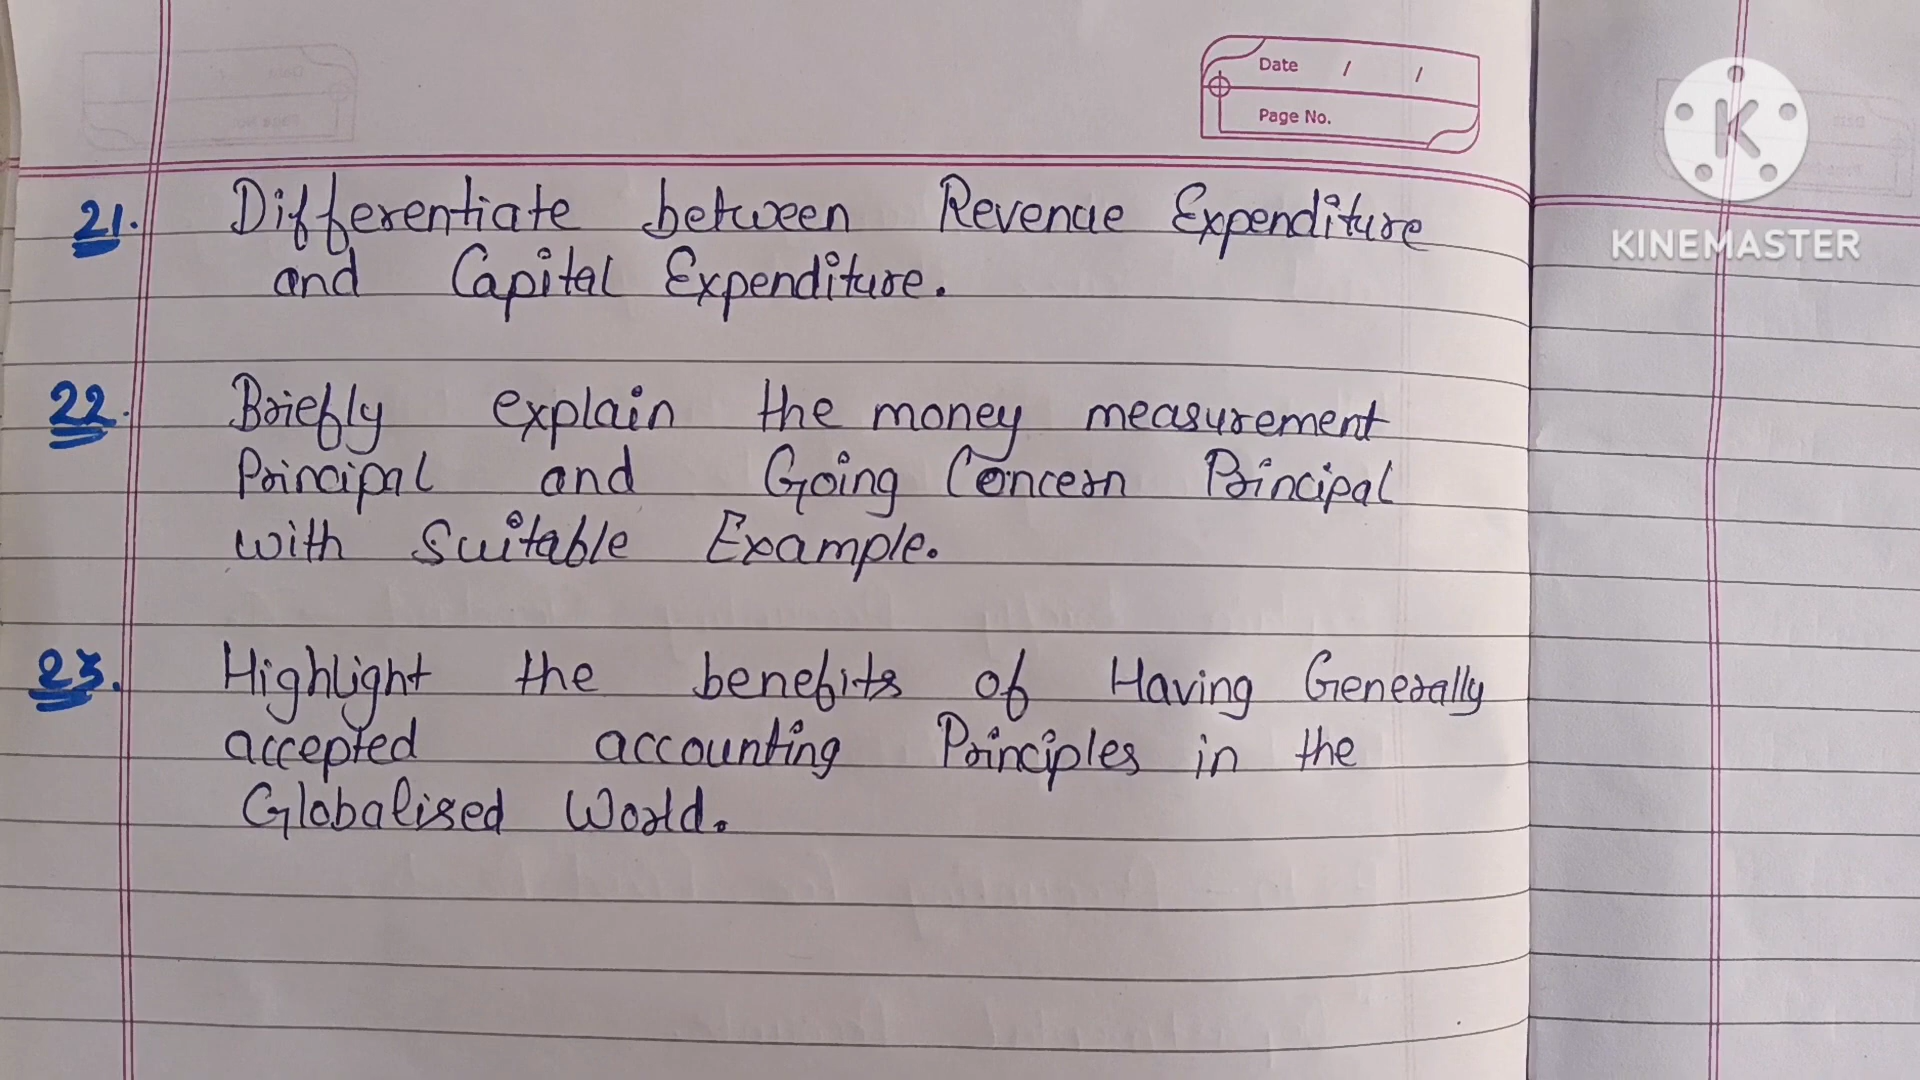 Date / /
Page No.
K
KINEMASTER
21. Differentiate between Revenue Expenditure
and Capital Expenditure.
22. Briefly explain the money measurement
Principal and Going Concern Principal
with Suitable Example.
23. Highlight the benefits of Having Generally
accepted accounting Principles in the
Globalised World.